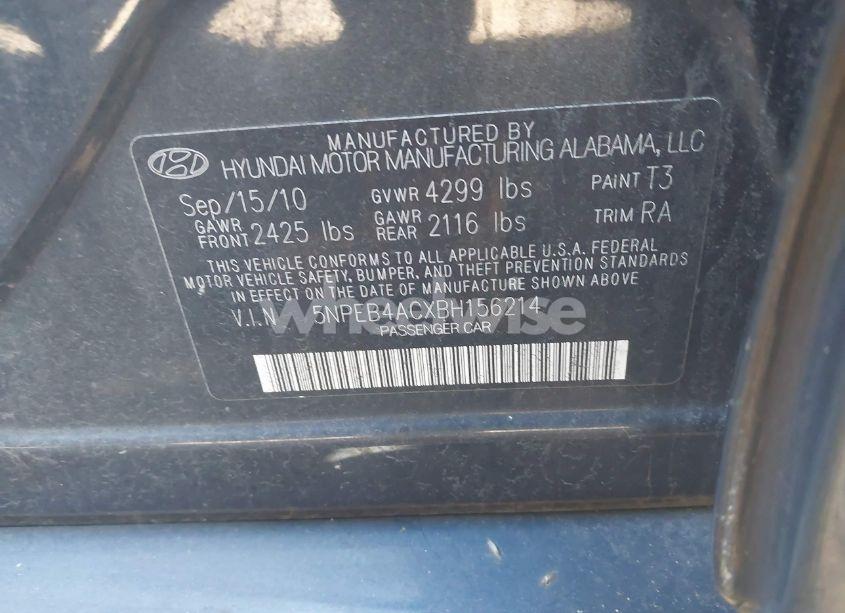 MANUFACTURED BY
HYUNDAI MOTOR MANUFACTURING ALABAMA, LLC
Sep/15/10 GVWR 4299 lbs PAINT T3
GAWR FRONT 2425 lbs GAWR REAR 2116 lbs TRIM RA
THIS VEHICLE CONFORMS TO ALL APPLICABLE U.S.A. FEDERAL
MOTOR VEHICLE SAFETY, BUMPER, AND THEFT PREVENTION STANDARDS
IN EFFECT ON THE DATE OF MANUFACTURE SHOWN ABOVE.
V.I.N 5NPEB4ACXBH156214
wheelwise
PASSENGER CAR